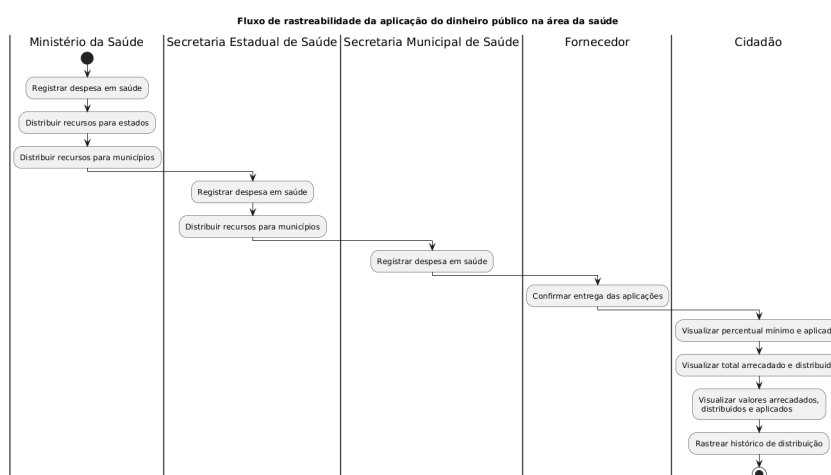 Fluxo de rastreabilidade da aplicação do dinheiro público na área da saúde
Ministério da Saúde
Secretaria Estadual de Saúde
Secretaria Municipal de Saúde
Fornecedor
Cidadão
Registrar despesa em saúde
Distribuir recursos para estados
Distribuir recursos para municípios
Registrar despesa em saúde
Distribuir recursos para municípios
Registrar despesa em saúde
Confirmar entrega das aplicações
Visualizar percentual mínimo e aplicad
Visualizar total arrecadado e distribuid
Visualizar valores arrecadados,
distribuidos e aplicados
Rastrear histórico de distribuição